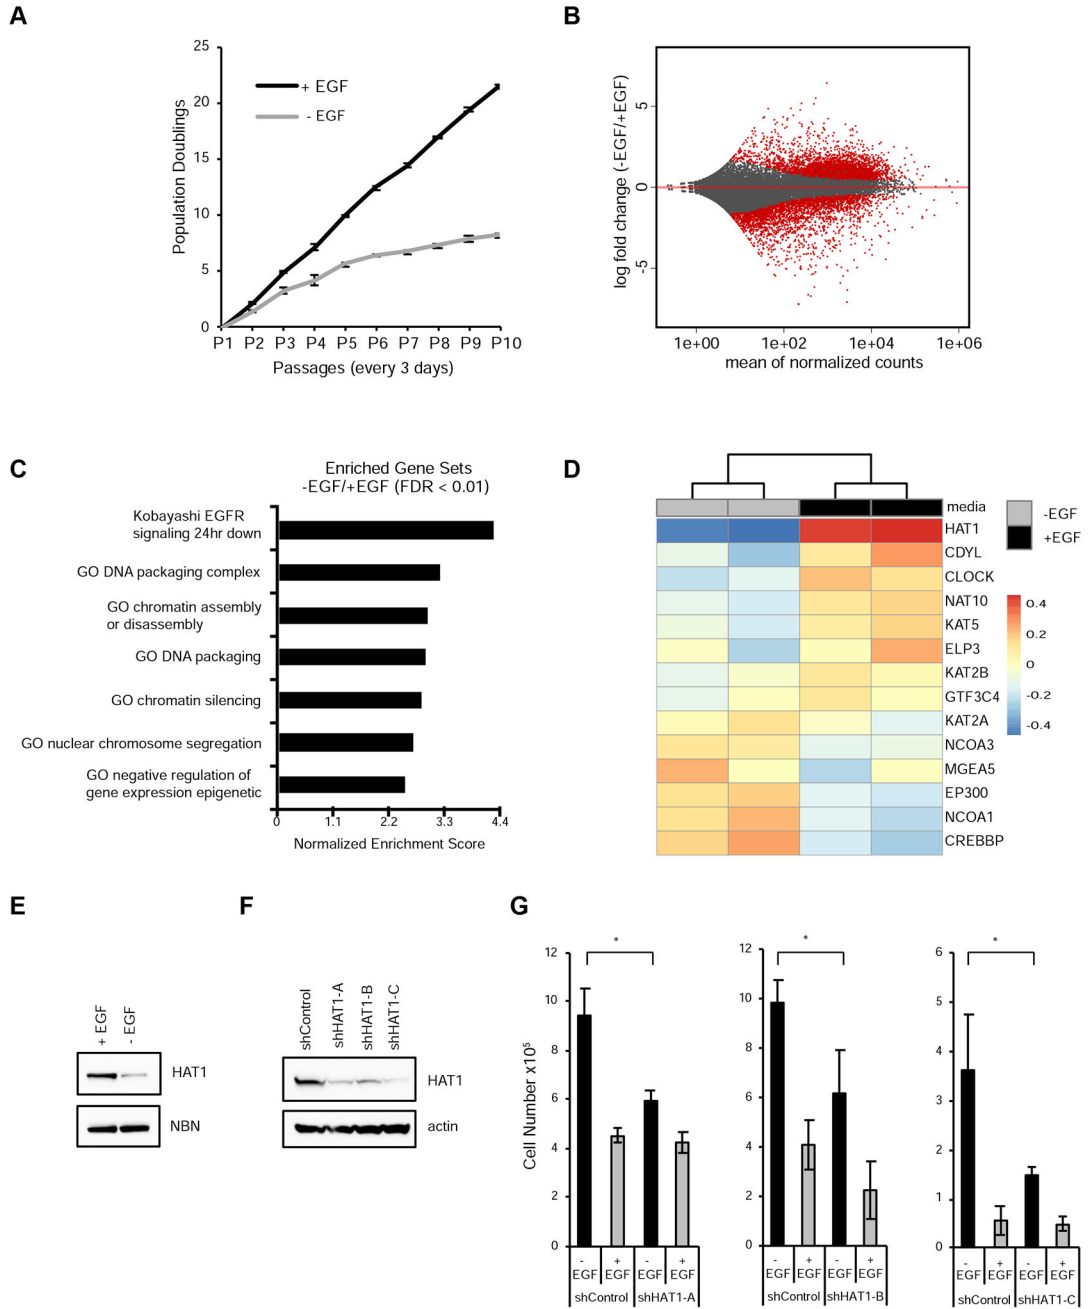 A
25
20
15
10
5
0
Population Doublings
+ EGF
- EGF
P1 P2 P3 P4 P5 P6 P7 P8 P9 P10
Passages (every 3 days)
B
log fold change (-EGF/+EGF)
5
0
-5
1e+00 1e+02 1e+04 1e+06
mean of normalized counts
C
Enriched Gene Sets
-EGF/+EGF (FDR < 0.01)
Kobayashi EGFR
signaling 24hr down
GO DNA packaging complex
GO chromatin assembly
or disassembly
GO DNA packaging
GO chromatin silencing
GO nuclear chromosome segregation
GO negative regulation of
gene expression epigenetic
0 1.1 2.2 3.3 4.4
Normalized Enrichment Score
D
media
HAT1
CDYL
CLOCK
NAT10
KAT5
ELP3
KAT2B
GTF3C4
KAT2A
NCOA3
MGEA5
EP300
NCOA1
CREBBP
-EGF
+EGF
0.4
0.2
0
-0.2
-0.4
E
+ EGF
- EGF
HAT1
NBN
F
shControl
shHAT1-A
shHAT1-B
shHAT1-C
HAT1
actin
G
Cell Number x10⁵
12
10
8
6
4
2
0
*
- + - +
EGF EGF EGF EGF
shControl shHAT1-A
12
10
8
6
4
2
0
*
- + - +
EGF EGF EGF EGF
shControl shHAT1-B
6
5
4
3
2
1
0
*
- + - +
EGF EGF EGF EGF
shControl shHAT1-C